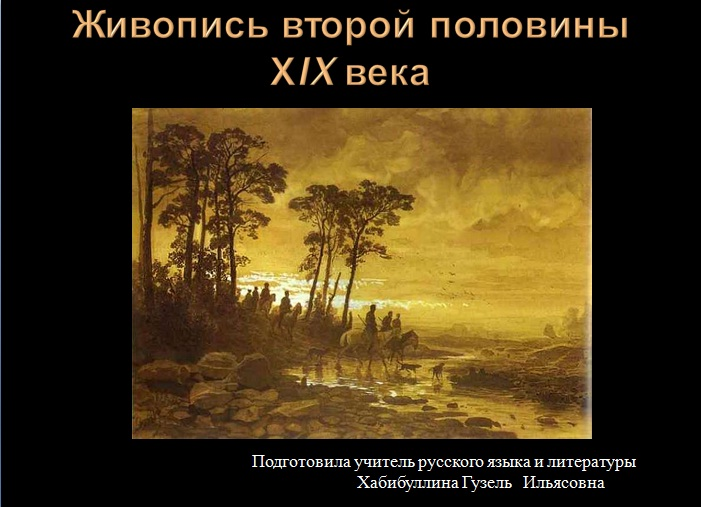 Живопись второй половины
XIX века
Подготовила учитель русского языка и литературы
Хабибуллина Гузель Ильясовна